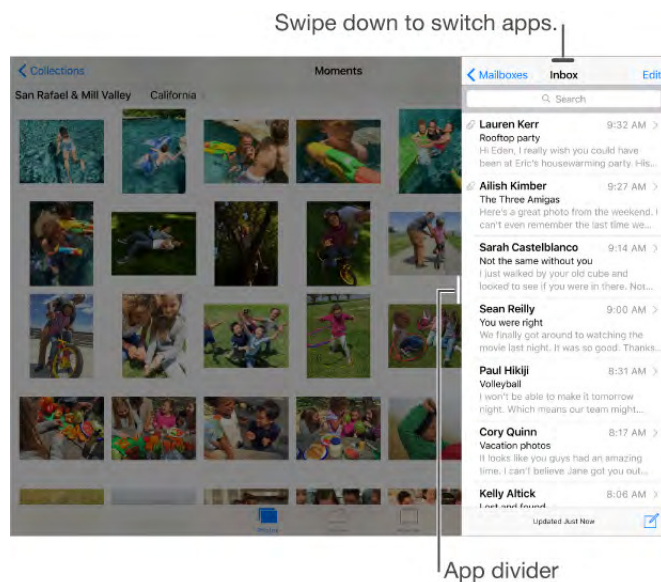 Swipe down to switch apps.
Collections
Moments
San Rafael & Mill Valley California
Mailboxes Inbox Edit
Search
Lauren Kerr 9:32 AM
Rooftop party
Hi Eden, I really wish you could have
been at Eric's housewarming party. His...
Ailish Kimber 9:27 AM
The Three Amigas
Here's a great photo from the weekend. I
can't even remember the last time we...
Sarah Castelblanco 9:14 AM
Not the same without you
I just walked by your old cube and
looked to see if you were in there. Not...
Sean Reilly 9:00 AM
You were right
We finally got around to watching the
movie last night. It was so good. Thanks...
Paul Hikiji 8:31 AM
Volleyball
I won't be able to make it tomorrow
night. Which means our team might...
Cory Quinn 8:17 AM
Vacation photos
It looks like you guys had an amazing
time. I can't believe Jane got you out...
Kelly Altick 8:06 AM
Lost and found
Updated Just Now
App divider